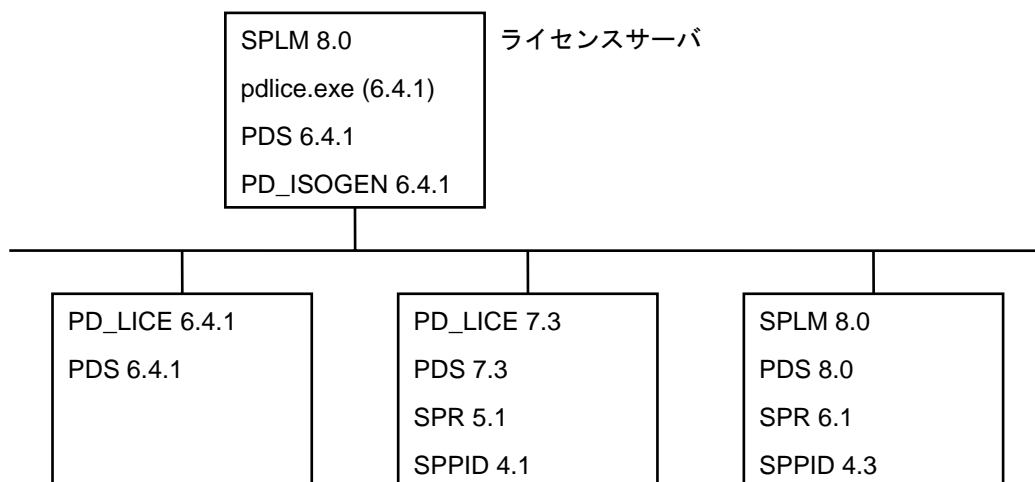 SPLM 8.0
ライセンスサーバ
pdlice.exe (6.4.1)
PDS 6.4.1
PD_ISOGEN 6.4.1
PD_LICE 6.4.1
PDS 6.4.1
PD_LICE 7.3
PDS 7.3
SPR 5.1
SPPID 4.1
SPLM 8.0
PDS 8.0
SPR 6.1
SPPID 4.3